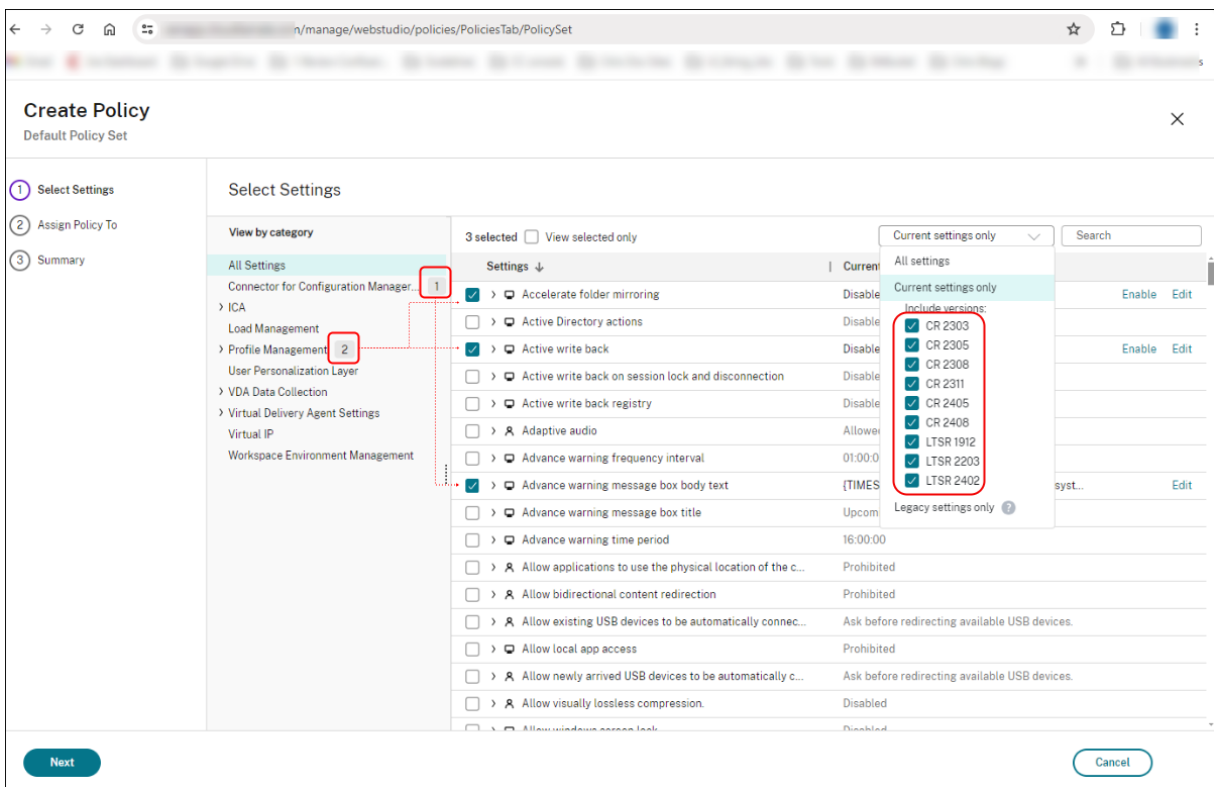 n/manage/webstudio/policies/PoliciesTab/PolicySet
Create Policy
Default Policy Set
1 Select Settings
2 Assign Policy To
3 Summary
Select Settings
View by category
All Settings
Connector for Configuration Manager... 1
ICA
Load Management
Profile Management 2
User Personalization Layer
VDA Data Collection
Virtual Delivery Agent Settings
Virtual IP
Workspace Environment Management
3 selected View selected only
Current settings only
Search
Settings ↓ Current
Accelerate folder mirroring Disable Enable Edit
Active Directory actions Disable
Active write back Disable Enable Edit
Active write back on session lock and disconnection Disable
Active write back registry Disable
Adaptive audio Allowe
Advance warning frequency interval 01:00:0
Advance warning message box body text {TIMES syst... Edit
Advance warning message box title Upcom
Advance warning time period 16:00:00
Allow applications to use the physical location of the c... Prohibited
Allow bidirectional content redirection Prohibited
Allow existing USB devices to be automatically connec... Ask before redirecting available USB devices.
Allow local app access Prohibited
Allow newly arrived USB devices to be automatically c... Ask before redirecting available USB devices.
Allow visually lossless compression. Disabled
Allow windows screen lock Disabled
All settings
Current settings only
Include versions:
CR 2303
CR 2305
CR 2308
CR 2311
CR 2405
CR 2408
LTSR 1912
LTSR 2203
LTSR 2402
Legacy settings only ?
Next
Cancel